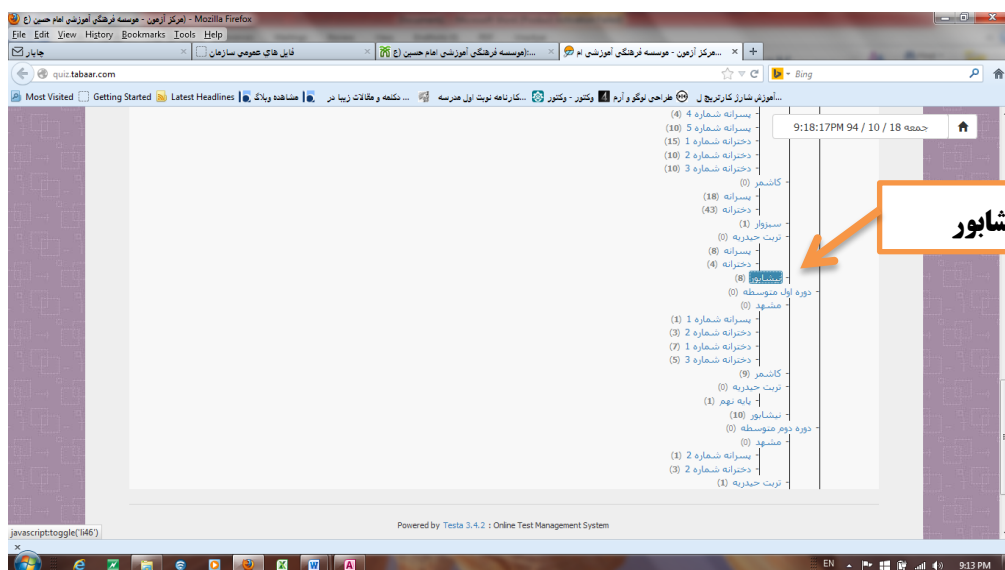 (مرکز آزمون - موسسه فرهنگی آموزشی امام حسین (ع - Mozilla Firefox
File Edit View History Bookmarks Tools Help
چاپار
فایل های عمومی سازمان
...:(موسسه فرهنگی آموزشی امام حسین (ع
...مرکز آزمون - موسسه فرهنگی آموزشی ام
quiz.tabaar.com
Bing
Most Visited Getting Started Latest Headlines مشاهده وبلاگ ... تکلمه و مقالات زیبا در ...کارنامه نوبت اول مدرسه وکتور - وکتور طراحی لوگو و آرم ...آموزش شارژ کارتریج ل
جمعه 18 / 10 / 94 9:18:17PM
پسرانه شماره 4 (4)
پسرانه شماره 5 (10)
دخترانه شماره 1 (15)
دخترانه شماره 2 (10)
دخترانه شماره 3 (10)
کاشمر (0)
پسرانه (18)
دخترانه (43)
سبزوار (1)
تربت حیدریه (0)
پسرانه (8)
دخترانه (4)
نیشابور (8)
شابور
دوره اول متوسطه (0)
مشهد (0)
پسرانه شماره 1 (1)
دخترانه شماره 2 (3)
دخترانه شماره 1 (7)
دخترانه شماره 3 (5)
کاشمر (9)
تربت حیدریه (0)
پایه نهم (1)
نیشابور (10)
دوره دوم متوسطه (0)
مشهد (0)
پسرانه شماره 2 (1)
دخترانه شماره 2 (3)
تربت حیدریه (1)
Powered by Testa 3.4.2 : Online Test Management System
javascript:toggle('li46')
EN 9:13 PM